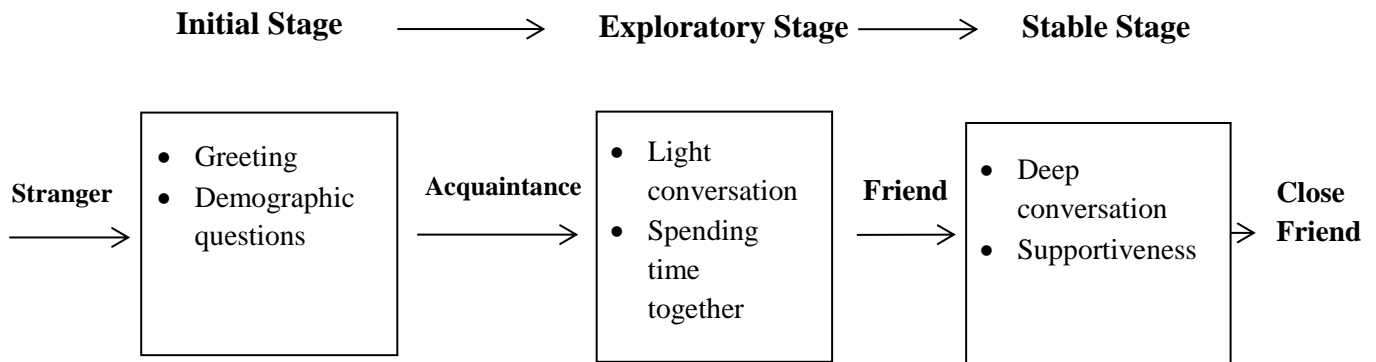 Initial Stage
Exploratory Stage
Stable Stage
Stranger
• Greeting
• Demographic
questions
Acquaintance
• Light
conversation
• Spending
time
together
Friend
• Deep
conversation
• Supportiveness
Close
Friend